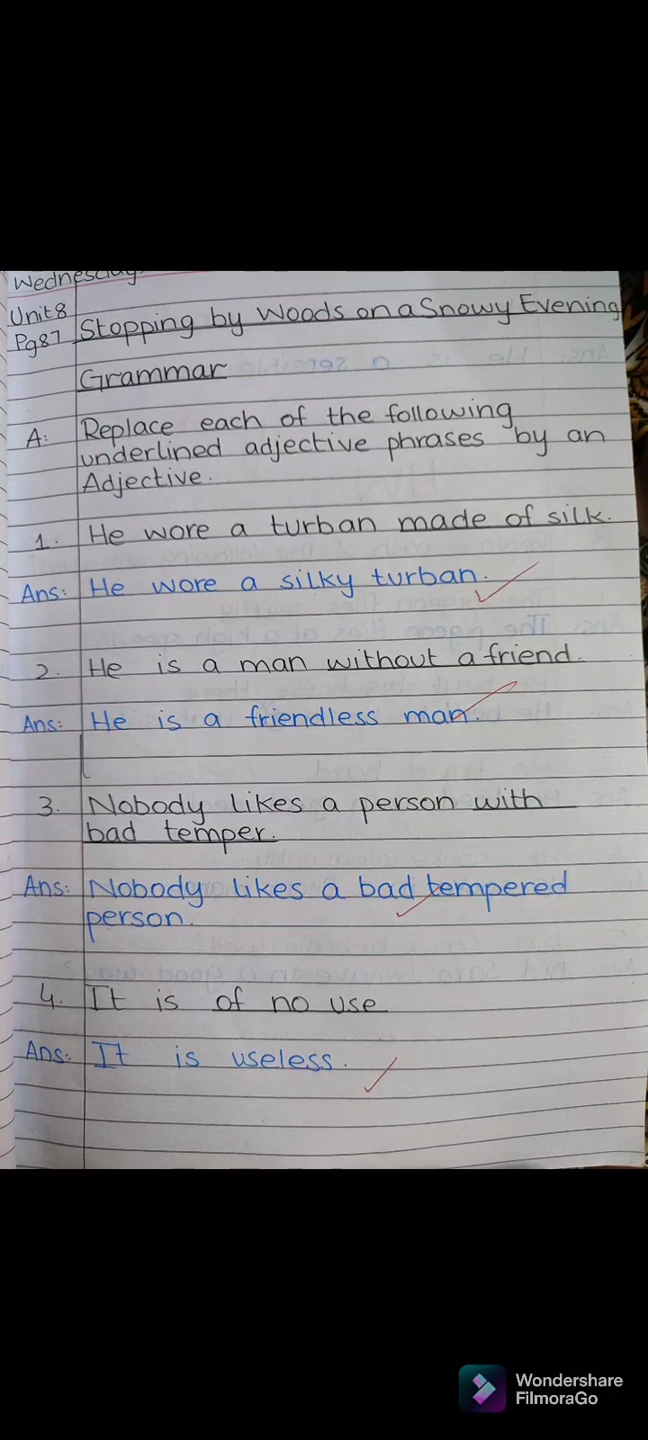 Wednesday
Unit 8
Pg 87 Stopping by Woods on a Snowy Evening
Grammar
A: Replace each of the following
underlined adjective phrases by an
Adjective.
1. He wore a turban made of silk.
Ans: He wore a silky turban.
2. He is a man without a friend.
Ans: He is a friendless man.
3. Nobody likes a person with
bad temper.
Ans: Nobody likes a bad tempered
person.
4. It is of no use
Ans: It is useless.
Wondershare
FilmoraGo